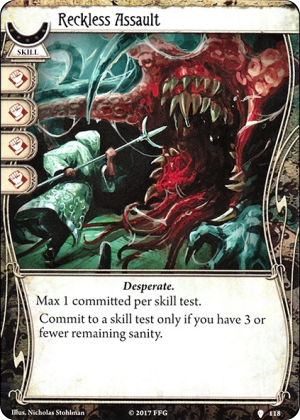 Reckless Assault
SKILL
Desperate.
Max 1 committed per skill test.
Commit to a skill test only if you have 3 or
fewer remaining sanity.
Illus. Nicholas Stohlman
© 2017 FFG
118